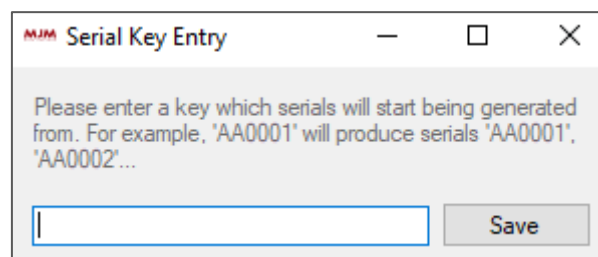 MJM Serial Key Entry
Please enter a key which serials will start being generated
from. For example, 'AA0001' will produce serials 'AA0001',
'AA0002'...
Save